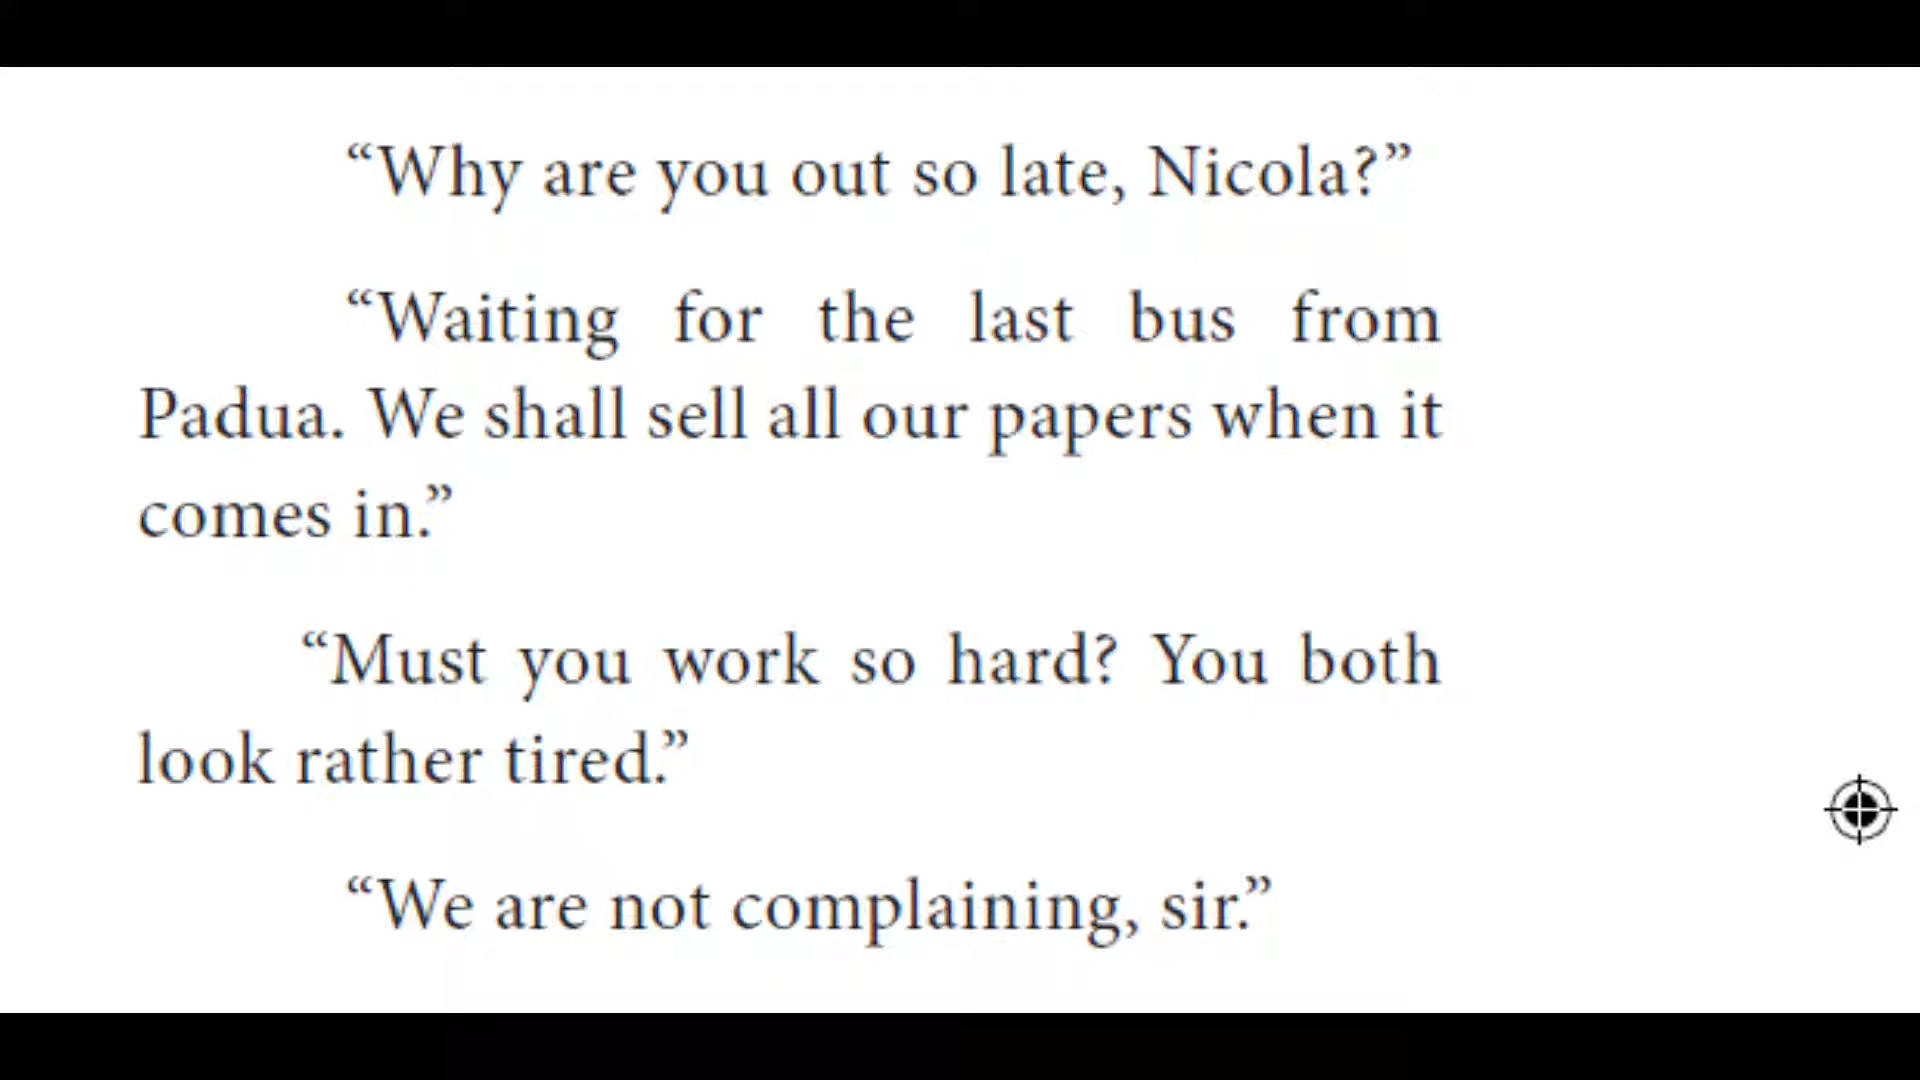 “Why are you out so late, Nicola?”
“Waiting for the last bus from
Padua. We shall sell all our papers when it
comes in.”
“Must you work so hard? You both
look rather tired.”
“We are not complaining, sir.”